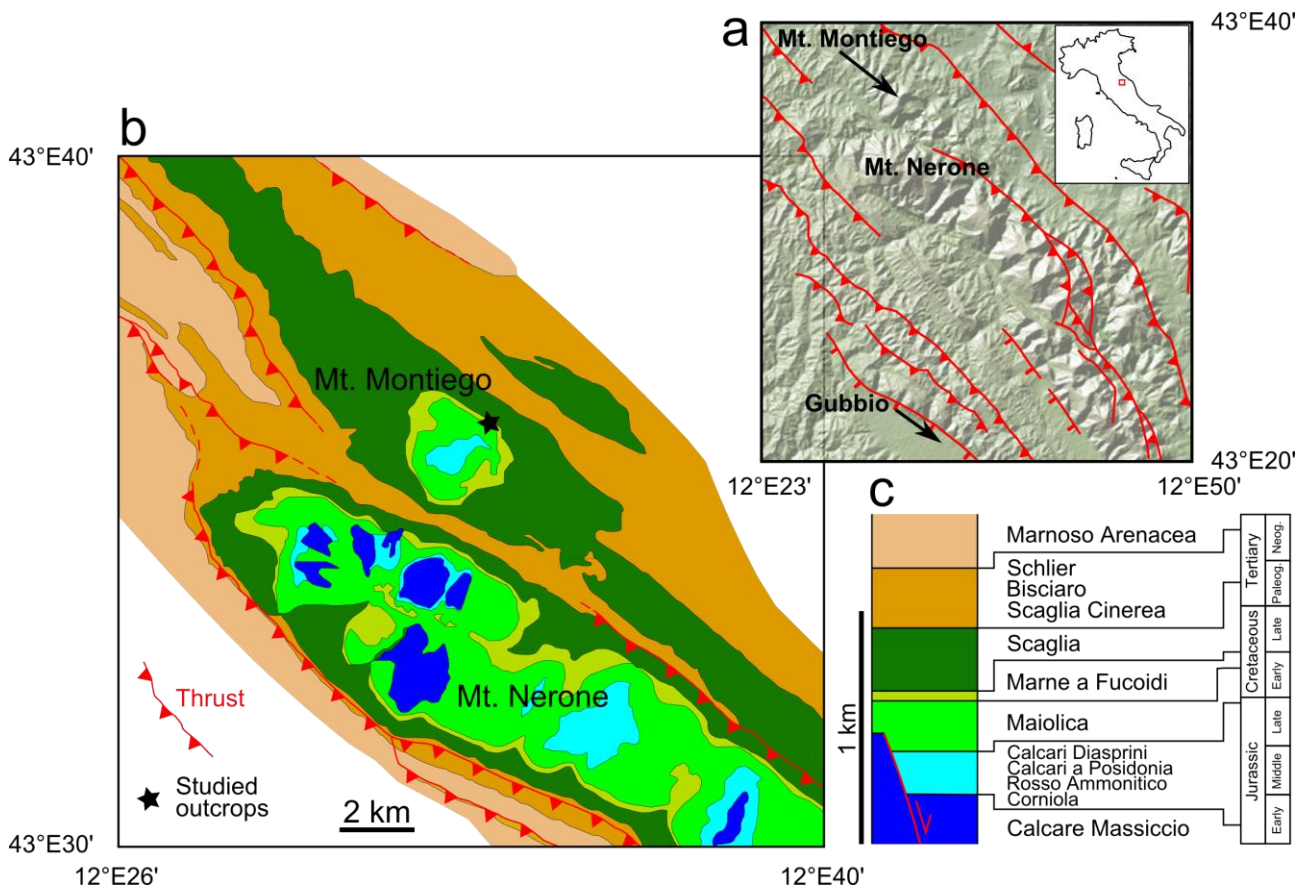 a
43°E40'
Mt. Montiego
Mt. Nerone
Gubbio
43°E20'
12°E23'
12°E50'
b
43°E40'
Mt. Montiego
Mt. Nerone
Thrust
Studied
outcrops
2 km
43°E30'
12°E26'
12°E40'
c
1 km
Marnoso Arenacea
Schlier
Bisciaro
Scaglia Cinerea
Scaglia
Marne a Fucoidi
Maiolica
Calcari Diasprini
Calcari a Posidonia
Rosso Ammonitico
Corniola
Calcare Massiccio
Tertiary
Neog.
Paleog.
Cretaceous
Late
Early
Jurassic
Late
Middle
Early